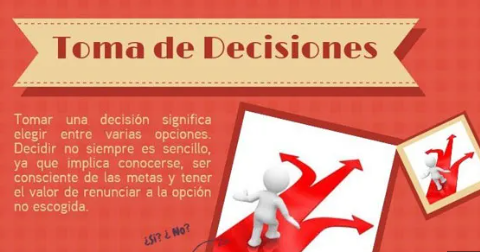 Toma de Decisiones
Tomar una decisión significa
elegir entre varias opciones.
Decidir no siempre es sencillo,
ya que implica conocerse, ser
consciente de las metas y tener
el valor de renunciar a la opción
no escogida.
¿Si? ¿No?